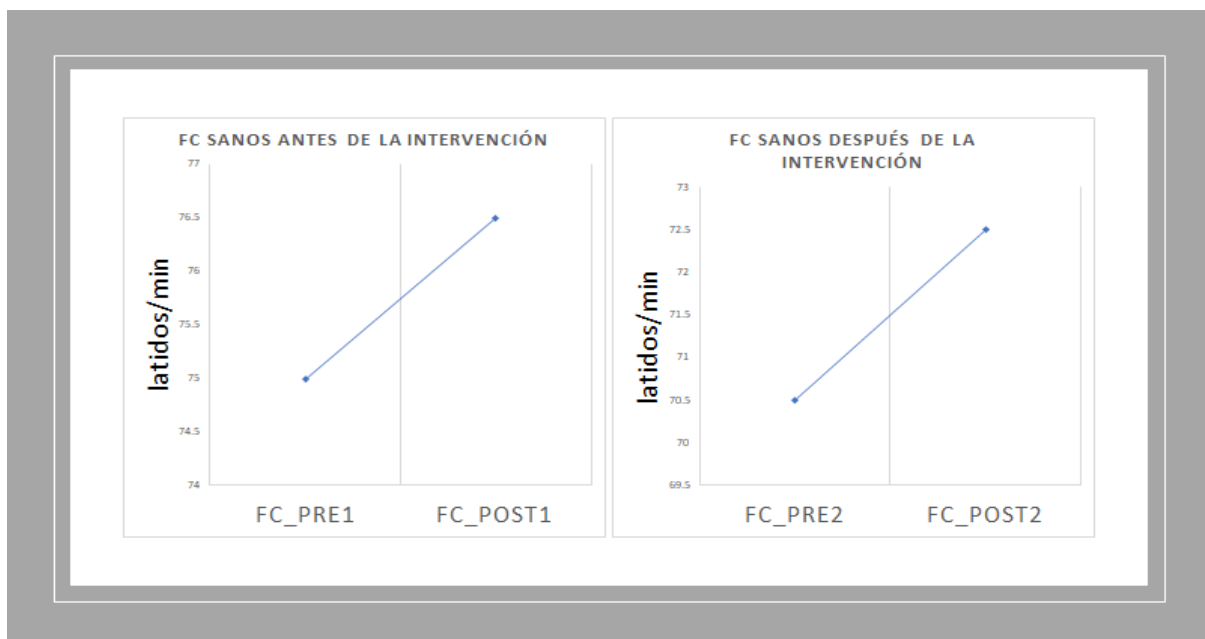 FC SANOS ANTES DE LA INTERVENCIÓN
77
76.5
76
75.5
75
74.5
74
latidos/min
FC_PRE1
FC_POST1
FC SANOS DESPUÉS DE LA
INTERVENCIÓN
73
72.5
72
71.5
71
70.5
70
69.5
latidos/min
FC_PRE2
FC_POST2